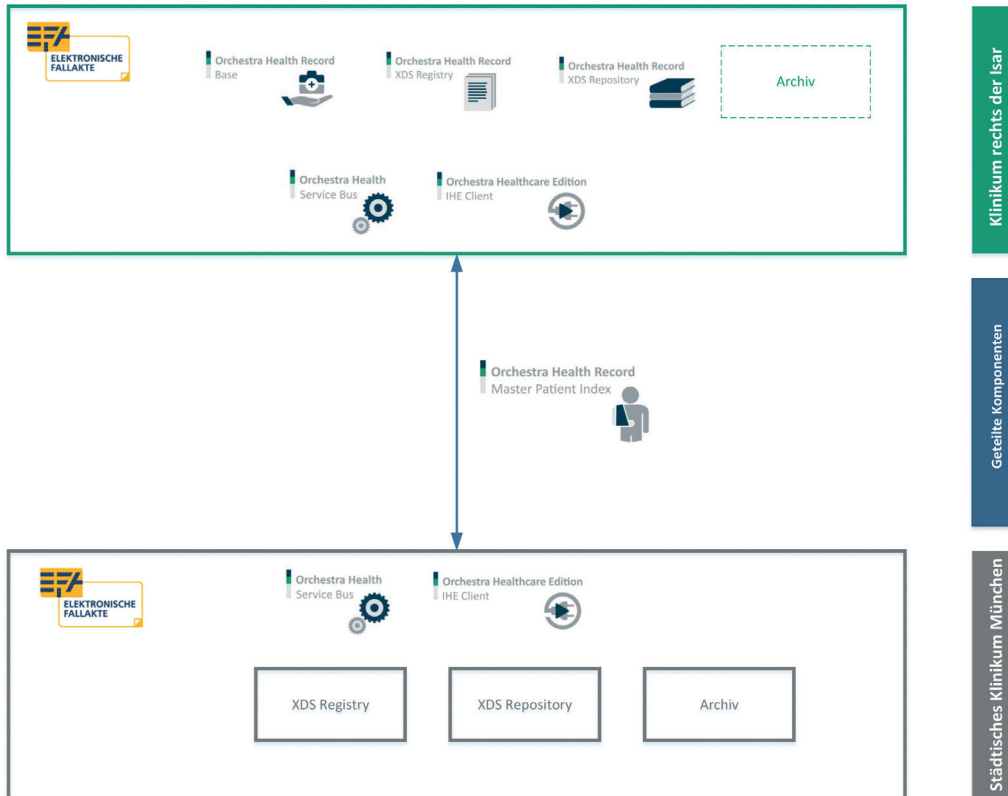 ELEKTRONISCHE
FALLAKTE
Orchestra Health Record
Base
Orchestra Health Record
XDS Registry
Orchestra Health Record
XDS Repository
Archiv
Orchestra Health
Service Bus
Orchestra Healthcare Edition
IHE Client
Klinikum rechts der Isar
Orchestra Health Record
Master Patient Index
Geteilte Komponenten
ELEKTRONISCHE
FALLAKTE
Orchestra Health
Service Bus
Orchestra Healthcare Edition
IHE Client
XDS Registry
XDS Repository
Archiv
Städtisches Klinikum München